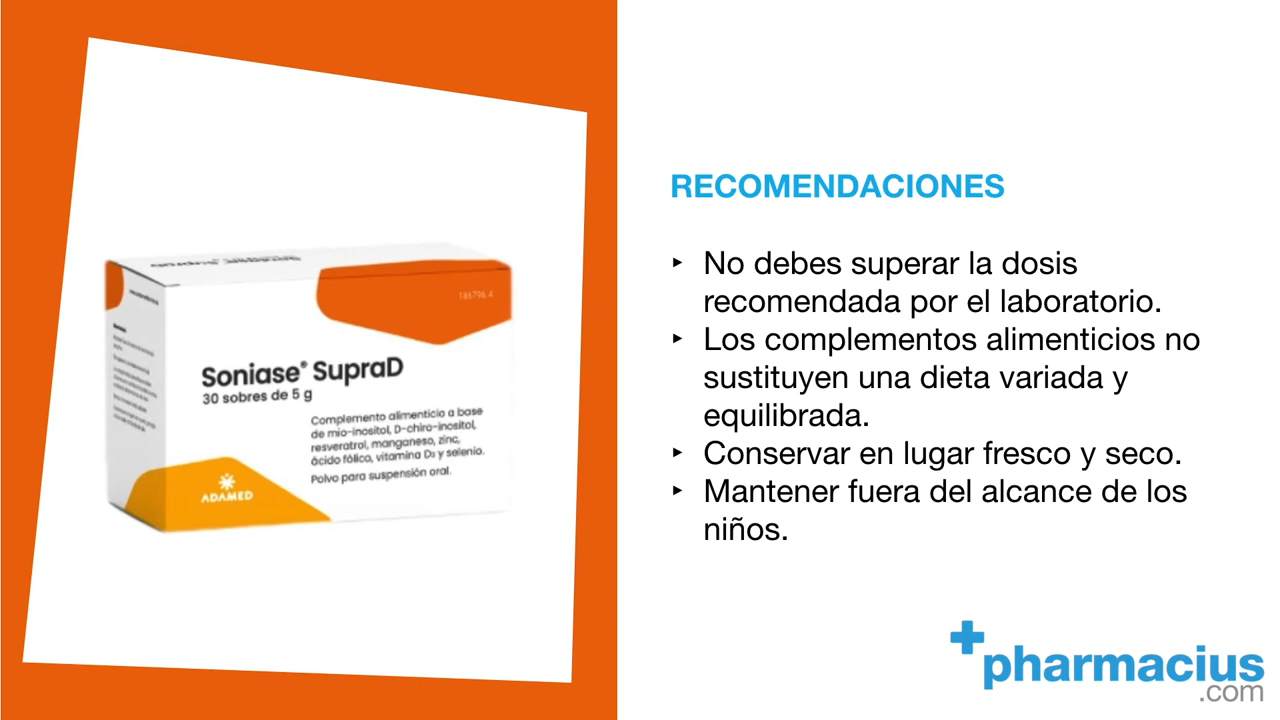 186796.4
Soniase® SupraD
30 sobres de 5 g
Complemento alimenticio a base
de mio-inositol, D-chiro-inositol,
resveratrol, manganeso, zinc,
ácido fólico, vitamina D₃ y selenio.
Polvo para suspensión oral.
ADAMED
RECOMENDACIONES
‣ No debes superar la dosis
recomendada por el laboratorio.
‣ Los complementos alimenticios no
sustituyen una dieta variada y
equilibrada.
‣ Conservar en lugar fresco y seco.
‣ Mantener fuera del alcance de los
niños.
pharmacius
.com